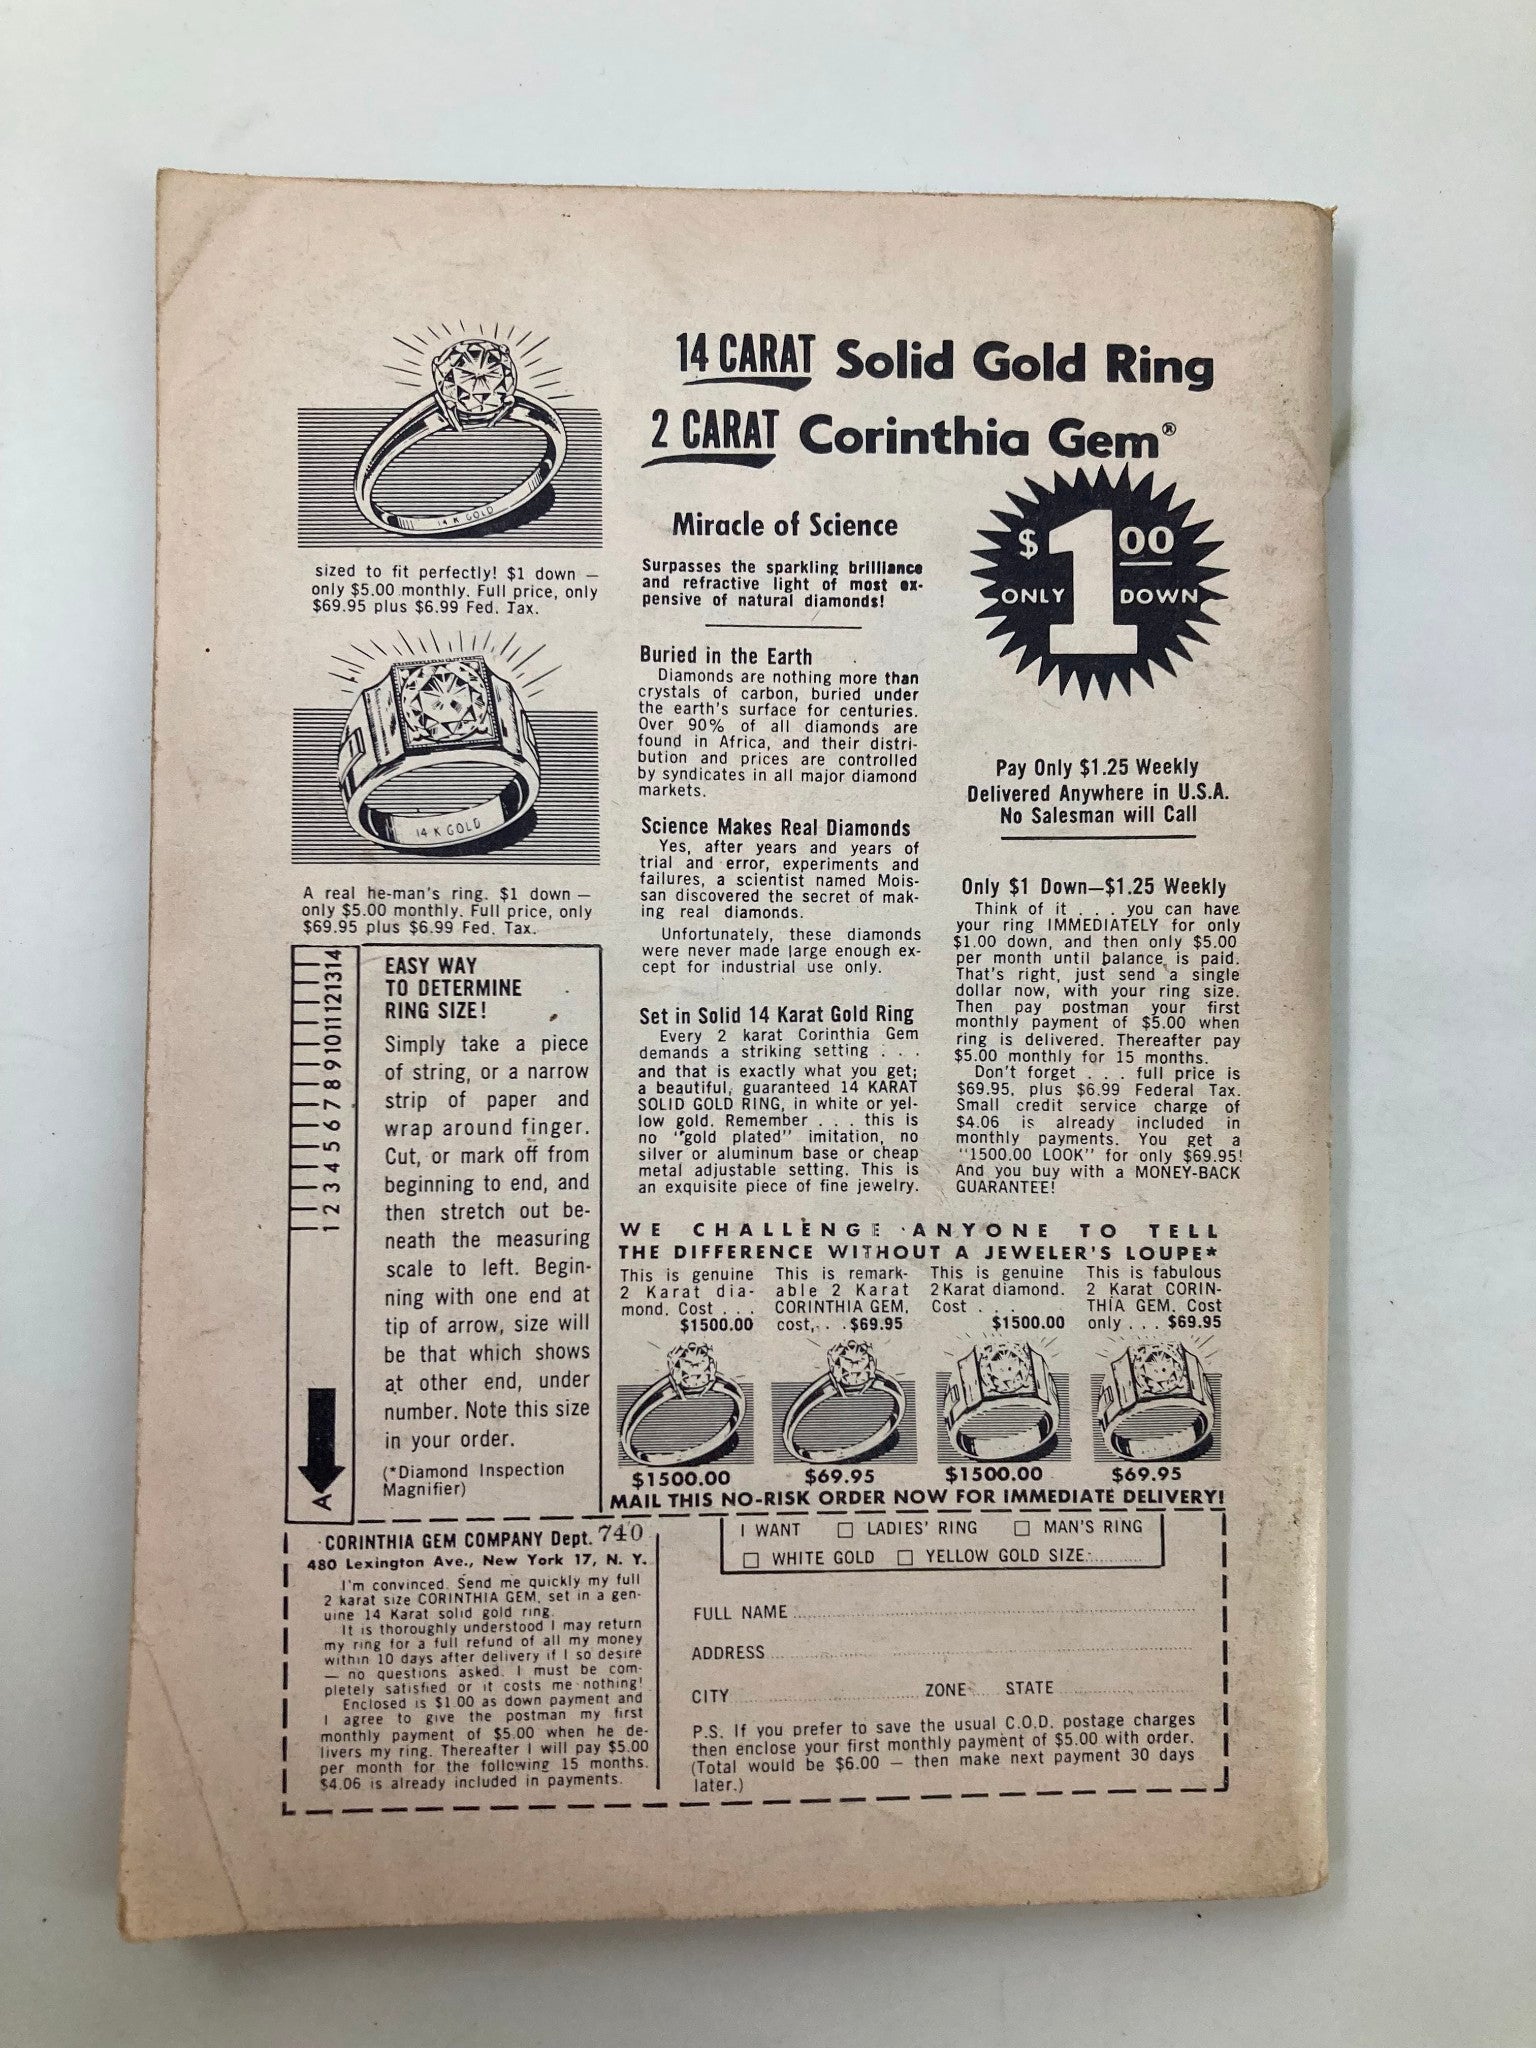 14 CARAT Solid Gold Ring
2 CARAT Corinthia Gem®
14 K GOLD
sized to fit perfectly! $1 down —
only $5.00 monthly. Full price, only
$69.95 plus $6.99 Fed. Tax.
14 K GOLD
A real he-man's ring. $1 down —
only $5.00 monthly. Full price, only
$69.95 plus $6.99 Fed. Tax.
Miracle of Science
Surpasses the sparkling brilliance
and refractive light of most ex-
pensive of natural diamonds!
Buried in the Earth
Diamonds are nothing more than
crystals of carbon, buried under
the earth's surface for centuries.
Over 90% of all diamonds are
found in Africa, and their distri-
bution and prices are controlled
by syndicates in all major diamond
markets.
Science Makes Real Diamonds
Yes, after years and years of
trial and error, experiments and
failures, a scientist named Mois-
san discovered the secret of mak-
ing real diamonds.
Unfortunately, these diamonds
were never made large enough ex-
cept for industrial use only.
Set in Solid 14 Karat Gold Ring
Every 2 karat Corinthia Gem
demands a striking setting . . .
and that is exactly what you get;
a beautiful, guaranteed 14 KARAT
SOLID GOLD RING, in white or yel-
low gold. Remember . . . this is
no "gold plated" imitation, no
silver or aluminum base or cheap
metal adjustable setting. This is
an exquisite piece of fine jewelry.
$1.00
ONLY DOWN
Pay Only $1.25 Weekly
Delivered Anywhere in U.S.A.
No Salesman will Call
Only $1 Down—$1.25 Weekly
Think of it . . . you can have
your ring IMMEDIATELY for only
$1.00 down, and then only $5.00
per month until balance is paid.
That's right, just send a single
dollar now, with your ring size.
Then pay postman your first
monthly payment of $5.00 when
ring is delivered. Thereafter pay
$5.00 monthly for 15 months.
Don't forget . . . full price is
$69.95, plus $6.99 Federal Tax.
Small credit service charge of
$4.06 is already included in
monthly payments. You get a
"1500.00 LOOK" for only $69.95!
And you buy with a MONEY-BACK
GUARANTEE!
1 2 3 4 5 6 7 8 9 10 11 12 13 14
A
EASY WAY
TO DETERMINE
RING SIZE!
Simply take a piece
of string, or a narrow
strip of paper and
wrap around finger.
Cut, or mark off from
beginning to end, and
then stretch out be-
neath the measuring
scale to left. Begin-
ning with one end at
tip of arrow, size will
be that which shows
at other end, under
number. Note this size
in your order.
(*Diamond Inspection
Magnifier)
WE CHALLENGE ANYONE TO TELL
THE DIFFERENCE WITHOUT A JEWELER'S LOUPE*
This is genuine
2 Karat dia-
mond. Cost . . .
$1500.00
This is remark-
able 2 Karat
CORINTHIA GEM,
cost, . . $69.95
This is genuine
2 Karat diamond.
Cost . . .
$1500.00
This is fabulous
2 Karat CORIN-
THIA GEM. Cost
only . . . $69.95
$1500.00
$69.95
$1500.00
$69.95
MAIL THIS NO-RISK ORDER NOW FOR IMMEDIATE DELIVERY!
CORINTHIA GEM COMPANY Dept. 740
480 Lexington Ave., New York 17, N. Y.
I'm convinced. Send me quickly my full
2 karat size CORINTHIA GEM, set in a gen-
uine 14 Karat solid gold ring.
It is thoroughly understood I may return
my ring for a full refund of all my money
within 10 days after delivery if I so desire
— no questions asked. I must be com-
pletely satisfied or it costs me nothing!
Enclosed is $1.00 as down payment and
I agree to give the postman my first
monthly payment of $5.00 when he de-
livers my ring. Thereafter I will pay $5.00
per month for the following 15 months.
$4.06 is already included in payments.
I WANT LADIES' RING MAN'S RING
WHITE GOLD YELLOW GOLD SIZE
FULL NAME
ADDRESS
CITY ZONE STATE
P.S. If you prefer to save the usual C.O.D. postage charges
then enclose your first monthly payment of $5.00 with order.
(Total would be $6.00 — then make next payment 30 days
later.)